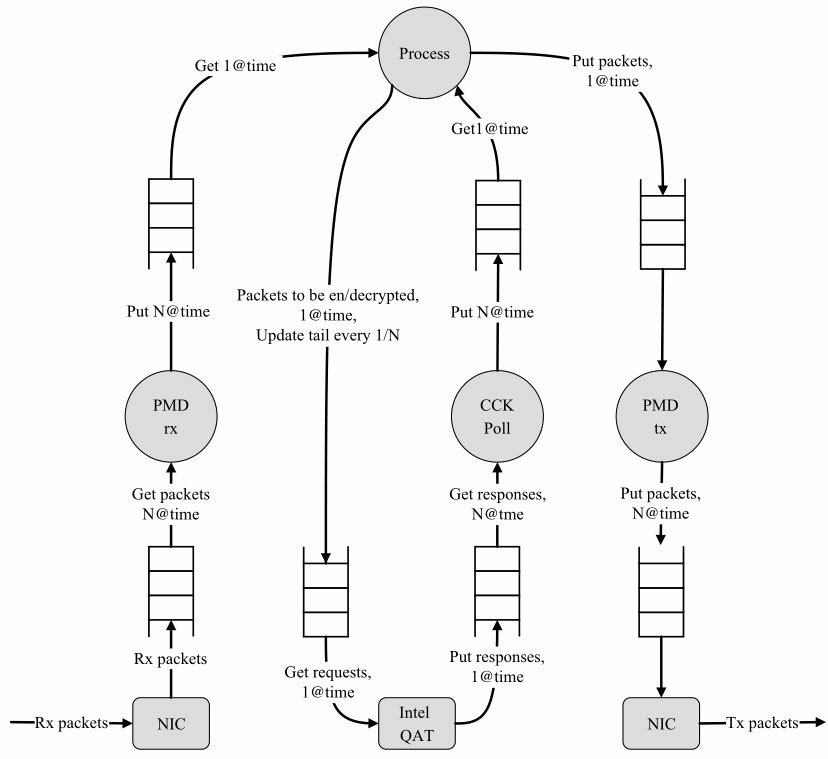 Process
Get 1@time
Put packets,
1@time
Get1@time
Packets to be en/decrypted,
1@time,
Update tail every 1/N
Put N@time
Put N@time
PMD
rx
CCK
Poll
PMD
tx
Get packets
N@time
Get responses,
N@tme
Put packets,
N@time
Rx packets
Get requests,
1@time
Put responses,
1@time
Rx packets
NIC
Intel
QAT
NIC
Tx packets